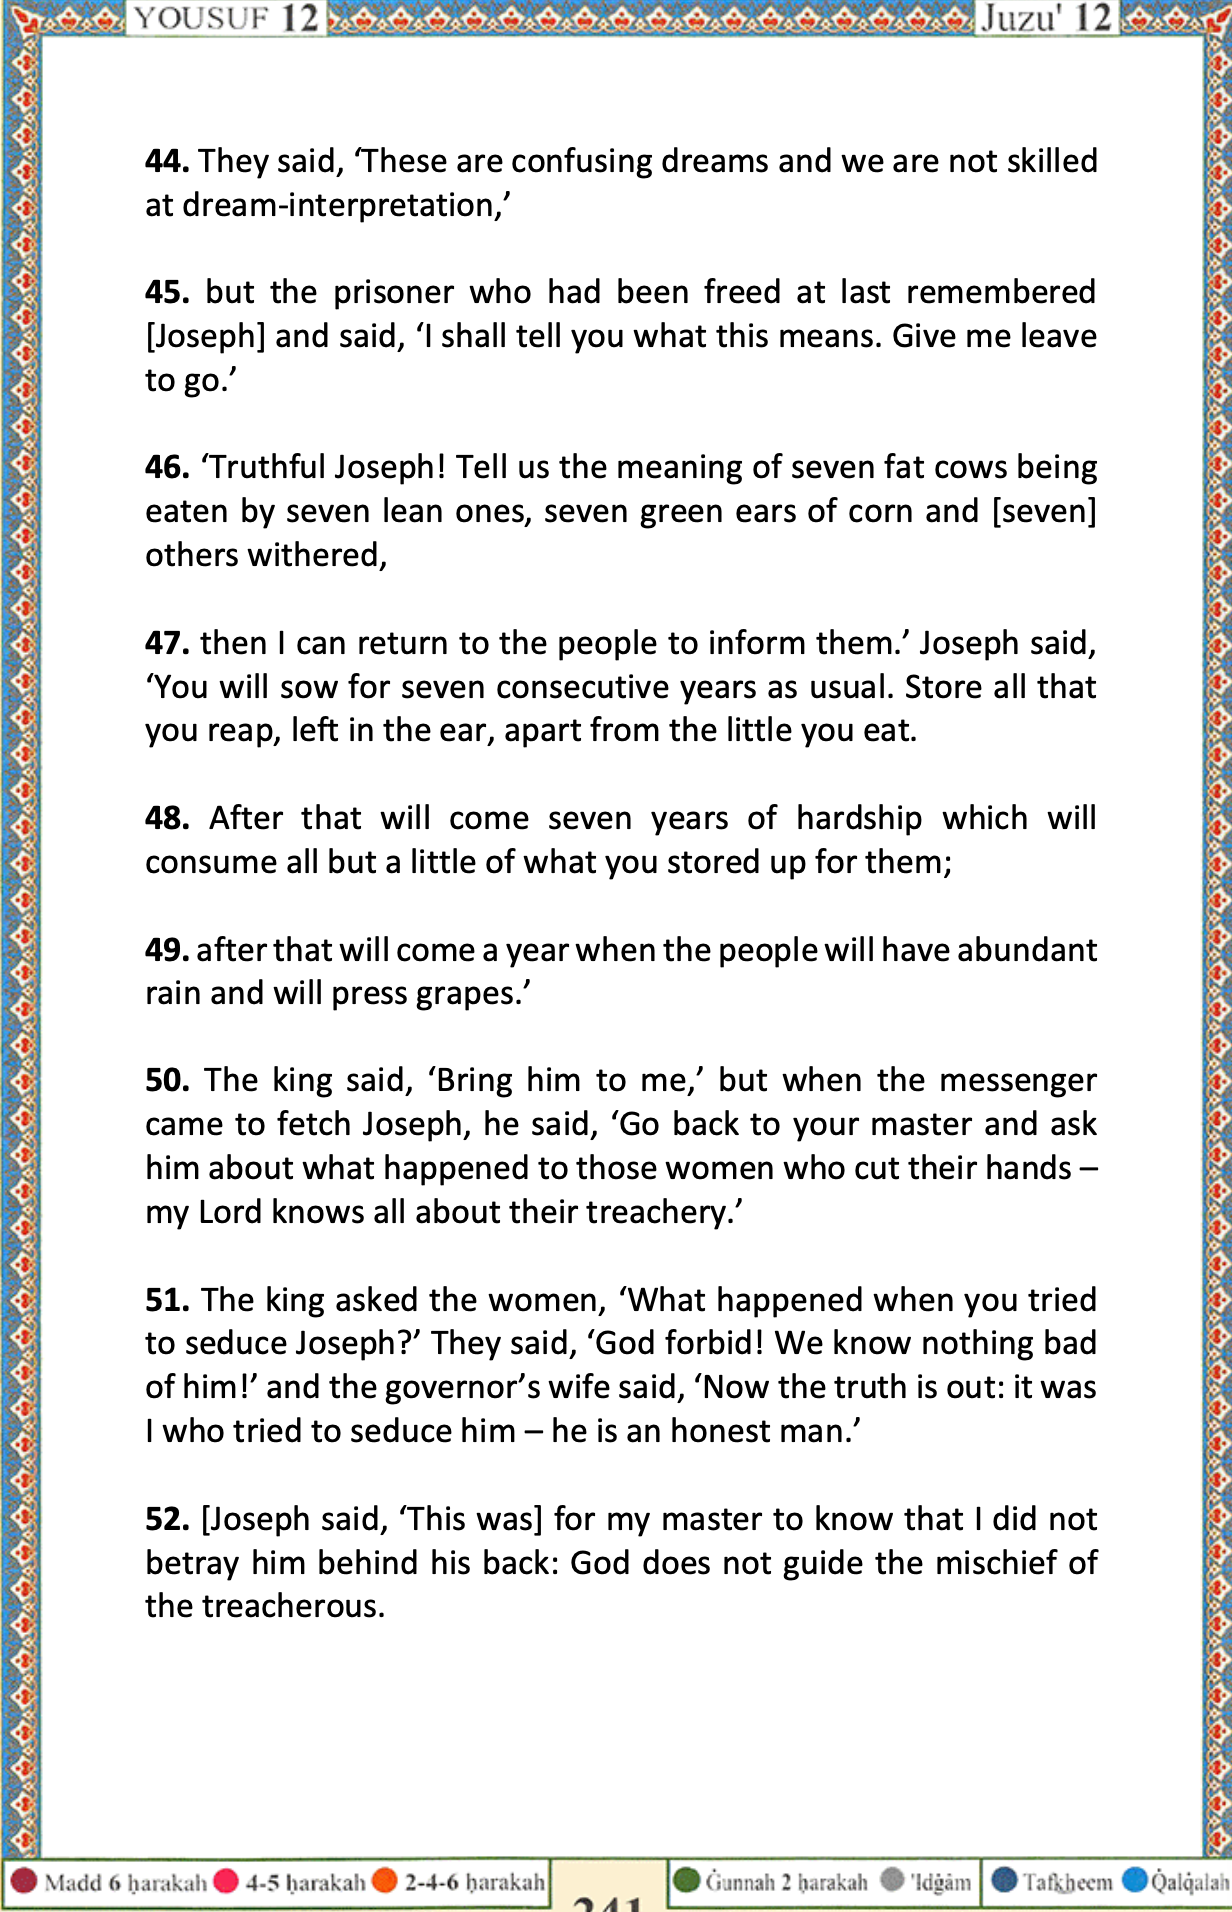 YOUSUF 12
Juzu' 12
44. They said, ‘These are confusing dreams and we are not skilled
at dream-interpretation,’
45. but the prisoner who had been freed at last remembered
[Joseph] and said, ‘I shall tell you what this means. Give me leave
to go.’
46. ‘Truthful Joseph! Tell us the meaning of seven fat cows being
eaten by seven lean ones, seven green ears of corn and [seven]
others withered,
47. then I can return to the people to inform them.’ Joseph said,
‘You will sow for seven consecutive years as usual. Store all that
you reap, left in the ear, apart from the little you eat.
48. After that will come seven years of hardship which will
consume all but a little of what you stored up for them;
49. after that will come a year when the people will have abundant
rain and will press grapes.’
50. The king said, ‘Bring him to me,’ but when the messenger
came to fetch Joseph, he said, ‘Go back to your master and ask
him about what happened to those women who cut their hands –
my Lord knows all about their treachery.’
51. The king asked the women, ‘What happened when you tried
to seduce Joseph?’ They said, ‘God forbid! We know nothing bad
of him!’ and the governor’s wife said, ‘Now the truth is out: it was
I who tried to seduce him – he is an honest man.’
52. [Joseph said, ‘This was] for my master to know that I did not
betray him behind his back: God does not guide the mischief of
the treacherous.
Madd 6 ḥarakah 4-5 ḥarakah 2-4-6 ḥarakah
241
Ġunnah 2 ḥarakah 'Idġâm
Tafkheem Q̇alq̇alah